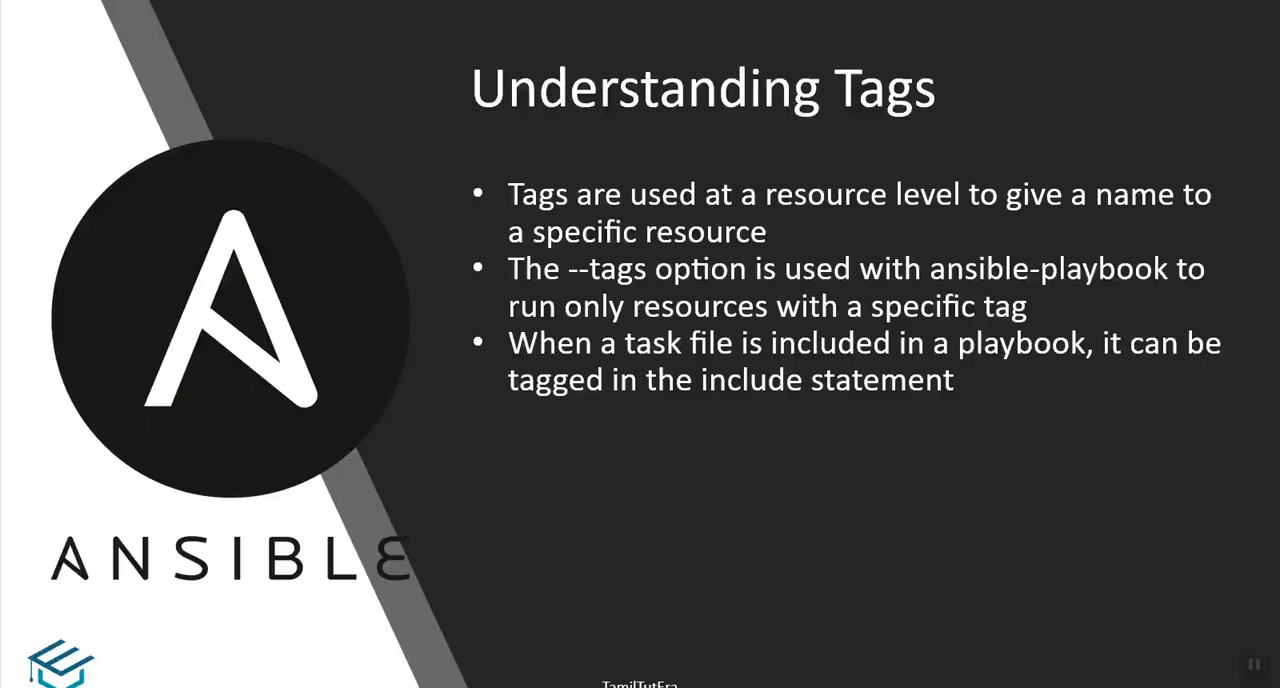 Understanding Tags
• Tags are used at a resource level to give a name to
a specific resource
• The --tags option is used with ansible-playbook to
run only resources with a specific tag
• When a task file is included in a playbook, it can be
tagged in the include statement
ANSIBLE
TamilTutEra